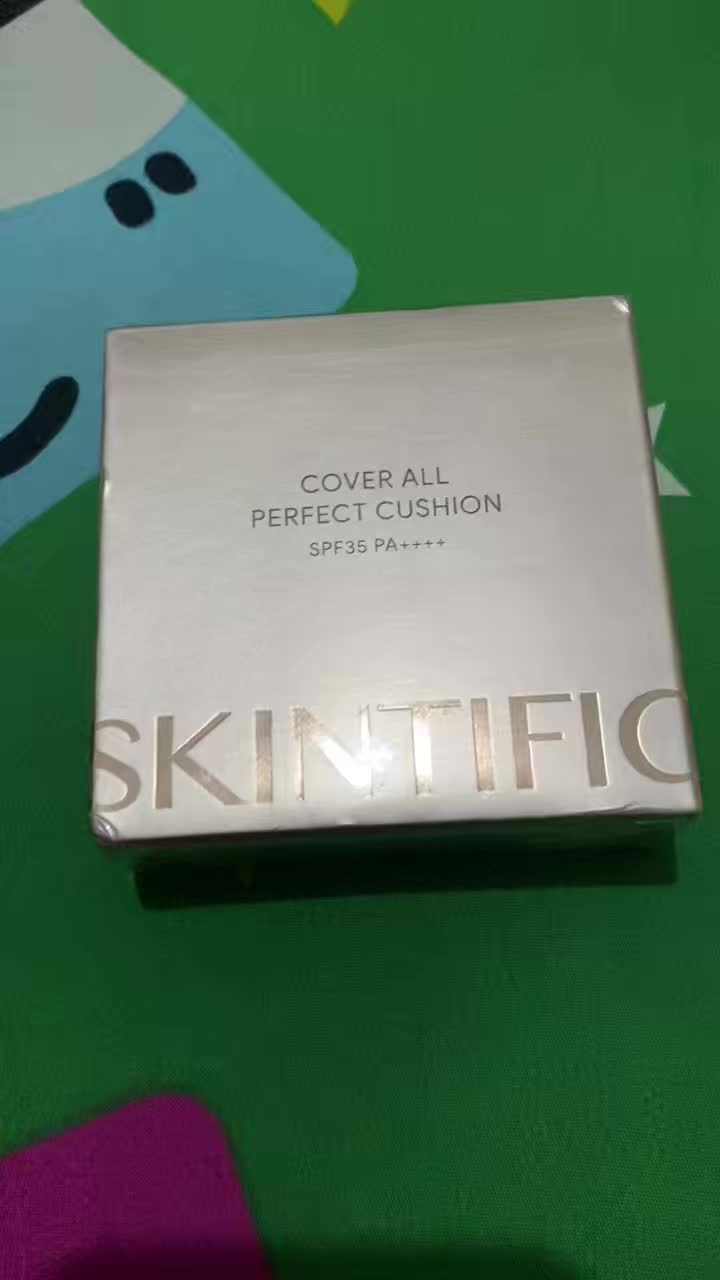 COVER ALL
PERFECT CUSHION
SPF35 PA++++
SKINTIFIC